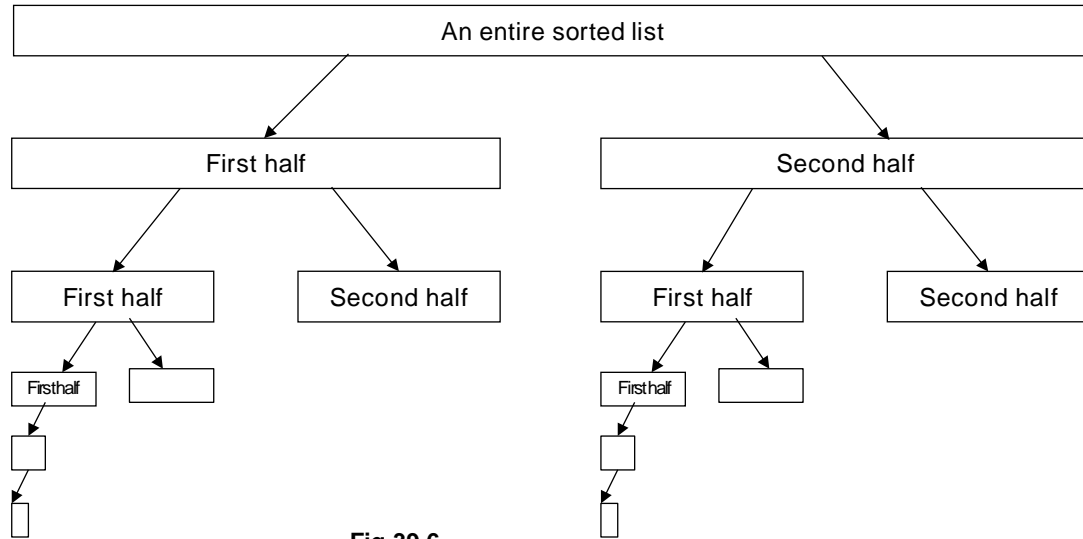 An entire sorted list
First half
Second half
First half
Second half
First half
Second half
Firsthalf
Firsthalf